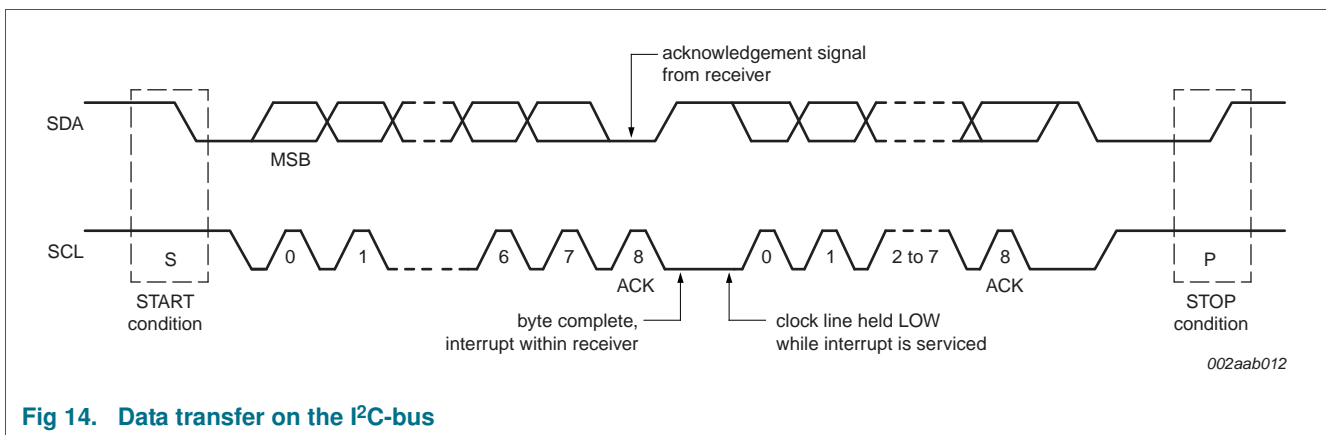 acknowledgement signal
from receiver
SDA
MSB
SCL
S
0
1
6
7
8
0
1
2 to 7
8
P
ACK
ACK
START
condition
byte complete,
interrupt within receiver
clock line held LOW
while interrupt is serviced
STOP
condition
002aab012
Fig 14. Data transfer on the I²C-bus